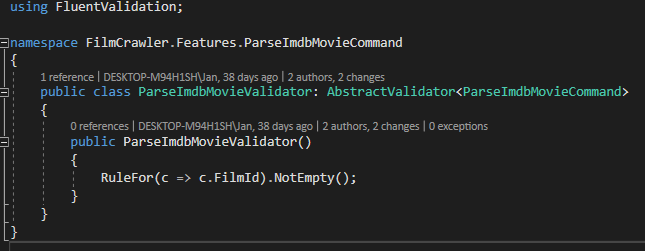 using FluentValidation;
namespace FilmCrawler.Features.ParseImdbMovieCommand
{
1 reference | DESKTOP-M94H1SH\Jan, 38 days ago | 2 authors, 2 changes
public class ParseImdbMovieValidator: AbstractValidator<ParseImdbMovieCommand>
{
0 references | DESKTOP-M94H1SH\Jan, 38 days ago | 2 authors, 2 changes | 0 exceptions
public ParseImdbMovieValidator()
{
RuleFor(c => c.FilmId).NotEmpty();
}
}
}